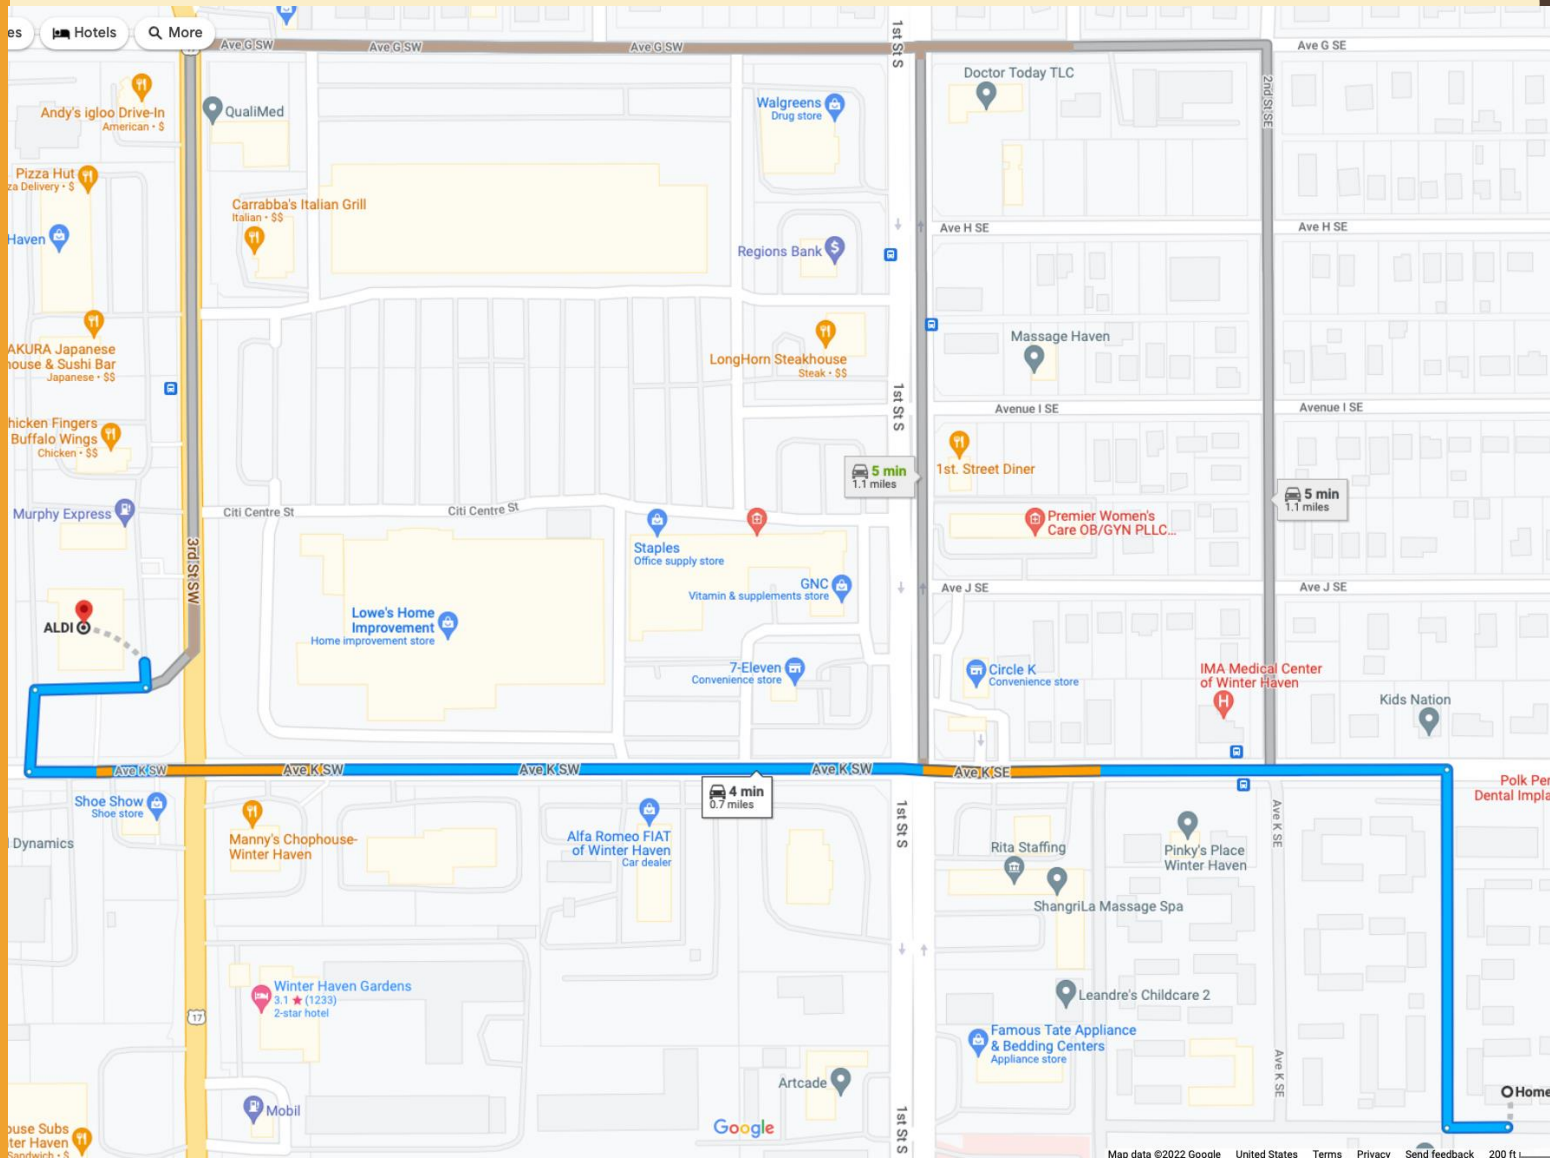 es
Hotels
More
Ave G SW
Ave G SW
Ave G SW
1st St S
Ave G SE
Andy's igloo Drive-In
American • $
QualiMed
Walgreens
Drug store
Doctor Today TLC
2nd St SE
Pizza Hut
za Delivery • $
Carrabba's Italian Grill
Italian • $$
Haven
Regions Bank
Ave H SE
Ave H SE
AKURA Japanese
house & Sushi Bar
Japanese • $$
LongHorn Steakhouse
Steak • $$
Massage Haven
1st St S
Avenue I SE
Avenue I SE
hicken Fingers
Buffalo Wings
Chicken • $$
5 min
1.1 miles
1st. Street Diner
5 min
1.1 miles
Murphy Express
Citi Centre St
Citi Centre St
Premier Women's
Care OB/GYN PLLC...
3rd St SW
Staples
Office supply store
GNC
Vitamin & supplements store
Ave J SE
Ave J SE
ALDI
Lowe's Home
Improvement
Home improvement store
7-Eleven
Convenience store
Circle K
Convenience store
IMA Medical Center
of Winter Haven
H
Kids Nation
Ave K SW
Ave K SW
Ave K SW
Ave K SW
Ave K SE
4 min
0.7 miles
Polk Per
Dental Impla
Shoe Show
Shoe store
l Dynamics
Manny's Chophouse-
Winter Haven
Alfa Romeo FIAT
of Winter Haven
Car dealer
1st St S
Rita Staffing
Pinky's Place
Winter Haven
Ave K SE
ShangriLa Massage Spa
Winter Haven Gardens
3.1 ★ (1233)
2-star hotel
17
Leandre's Childcare 2
Famous Tate Appliance
& Bedding Centers
Appliance store
Ave K SE
Artcade
Home
Mobil
Google
1st St S
ouse Subs
ter Haven
Sandwich • $
Map data ©2022 Google
United States
Terms
Privacy
Send feedback
200 ft